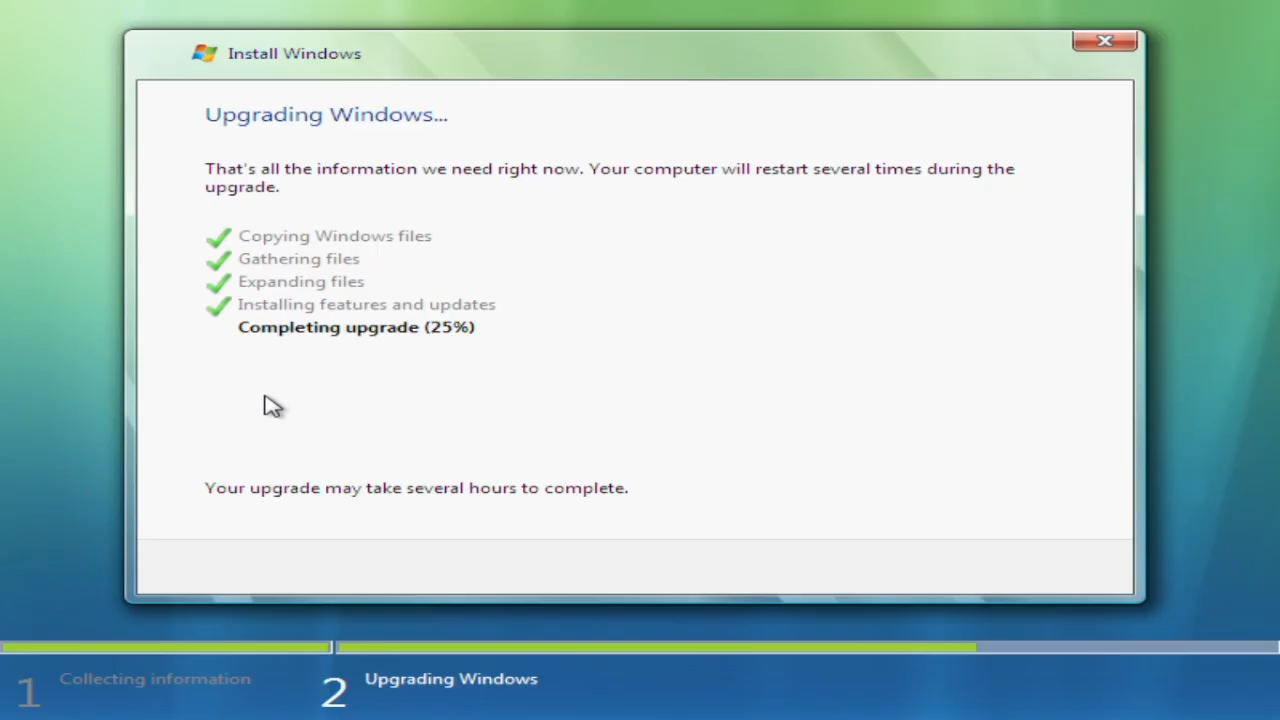 Install Windows
Upgrading Windows...
That's all the information we need right now. Your computer will restart several times during the
upgrade.
Copying Windows files
Gathering files
Expanding files
Installing features and updates
Completing upgrade (25%)
Your upgrade may take several hours to complete.
1 Collecting information
2 Upgrading Windows